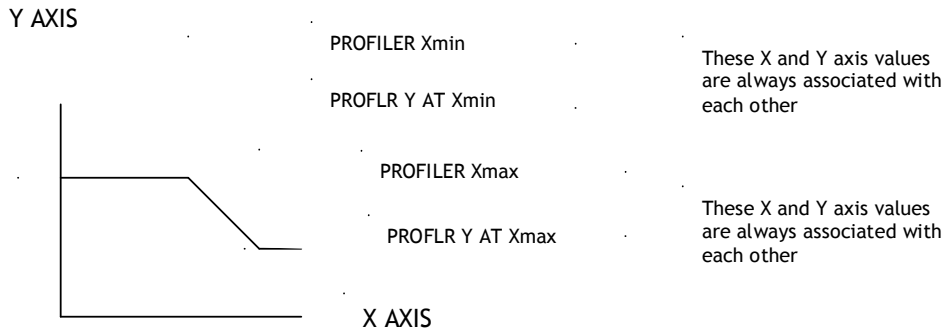 Y AXIS
PROFILER Xmin
PROFLR Y AT Xmin
These X and Y axis values
are always associated with
each other
PROFILER Xmax
PROFLR Y AT Xmax
These X and Y axis values
are always associated with
each other
X AXIS